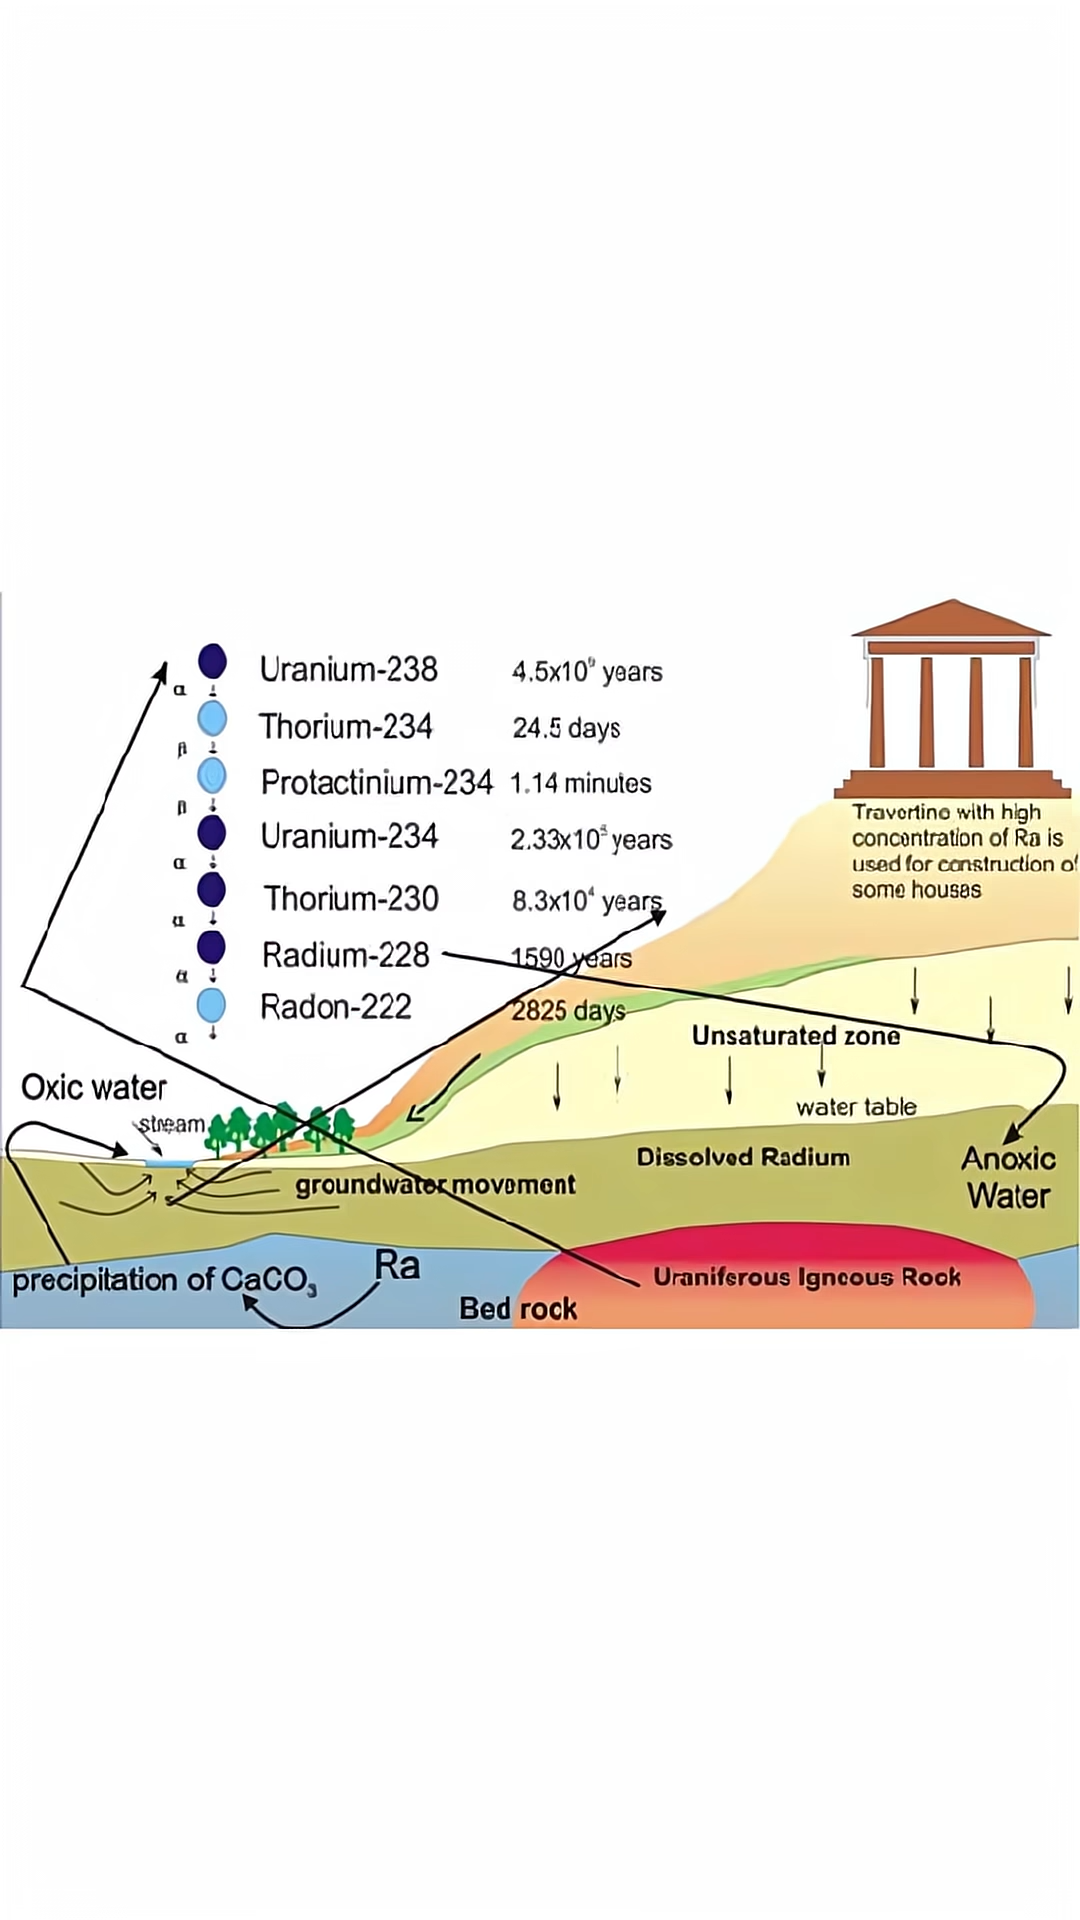 Uranium-238 4.5x10⁹ years
α
Thorium-234 24.5 days
β
Protactinium-234 1.14 minutes
β
Uranium-234 2.33x10⁵ years
α
Thorium-230 8.3x10⁴ years
α
Radium-228 1590 years
α
Radon-222 2825 days
α
Travertine with high
concentration of Ra is
used for construction of
some houses
Unsaturated zone
Oxic water
stream
water table
Dissolved Radium
Anoxic
Water
groundwater movement
precipitation of CaCO₃
Ra
Uraniferous Igneous Rock
Bed rock